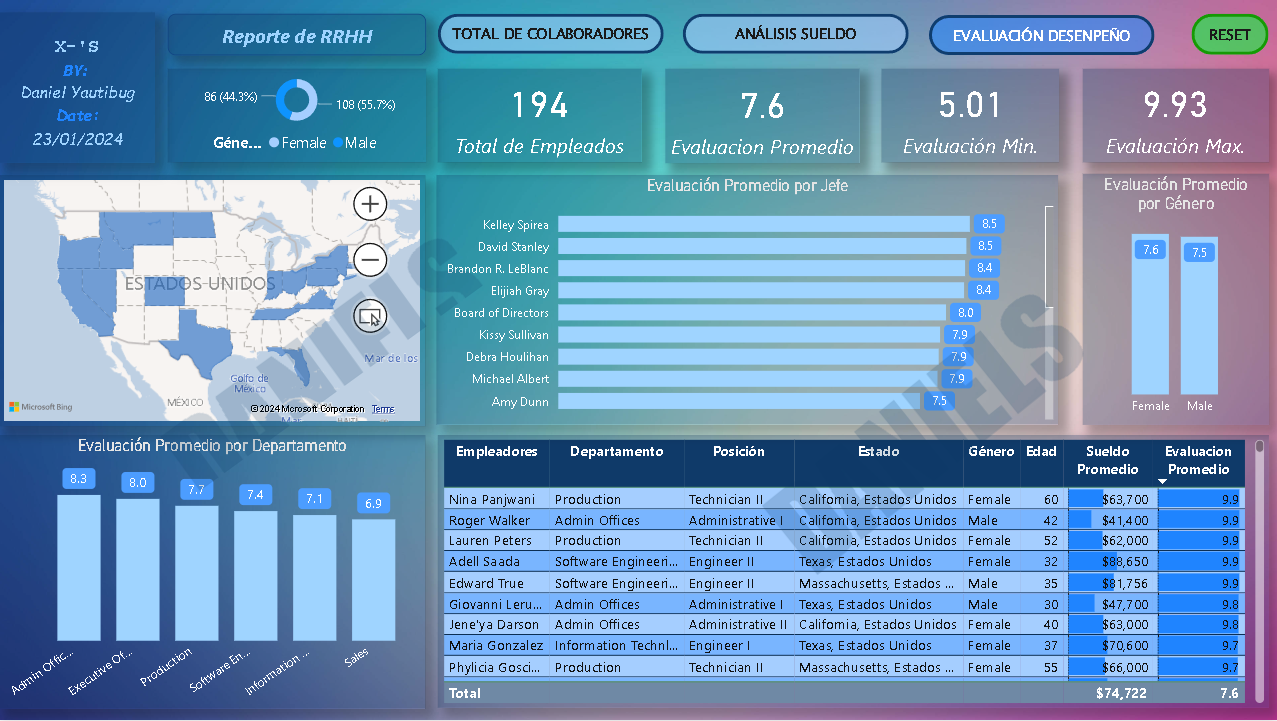 X-'S
BY:
Daniel Yautibug
Date:
23/01/2024
Reporte de RRHH
TOTAL DE COLABORADORES
ANÁLISIS SUELDO
EVALUACIÓN DESENPEÑO
RESET
86 (44.3%)
108 (55.7%)
Géne... Female Male
194
Total de Empleados
7.6
Evaluacion Promedio
5.01
Evaluación Min.
9.93
Evaluación Max.
ESTADOS UNIDOS
Mar de los
Golfo de
México
MÉXICO
Microsoft Bing
© 2024 Microsoft Corporation Terms
Evaluación Promedio por Jefe
Kelley Spirea 8.5
David Stanley 8.5
Brandon R. LeBlanc 8.4
Elijiah Gray 8.4
Board of Directors 8.0
Kissy Sullivan 7.9
Debra Houlihan 7.9
Michael Albert 7.9
Amy Dunn 7.5
Evaluación Promedio
por Género
7.6 7.5
Female Male
Evaluación Promedio por Departamento
8.3 8.0 7.7 7.4 7.1 6.9
Admin Offic... Executive Of... Production Software En... Information ... Sales
Empleadores Departamento Posición Estado Género Edad Sueldo Promedio Evaluacion Promedio
Nina Panjwani Production Technician II California, Estados Unidos Female 60 $63,700 9.9
Roger Walker Admin Offices Administrative I California, Estados Unidos Male 42 $41,400 9.9
Lauren Peters Production Technician II California, Estados Unidos Female 52 $62,000 9.9
Adell Saada Software Engineeri... Engineer II Texas, Estados Unidos Female 32 $88,650 9.9
Edward True Software Engineeri... Engineer II Massachusetts, Estados ... Male 35 $81,756 9.9
Giovanni Leru... Admin Offices Administrative I Texas, Estados Unidos Male 30 $47,700 9.8
Jene'ya Darson Admin Offices Administrative II California, Estados Unidos Female 40 $63,000 9.8
Maria Gonzalez Information Techni... Engineer I Texas, Estados Unidos Female 37 $70,600 9.7
Phylicia Gosci... Production Technician II Massachusetts, Estados ... Female 55 $66,000 9.7
Total $74,722 7.6
DANIELS
DANIELS